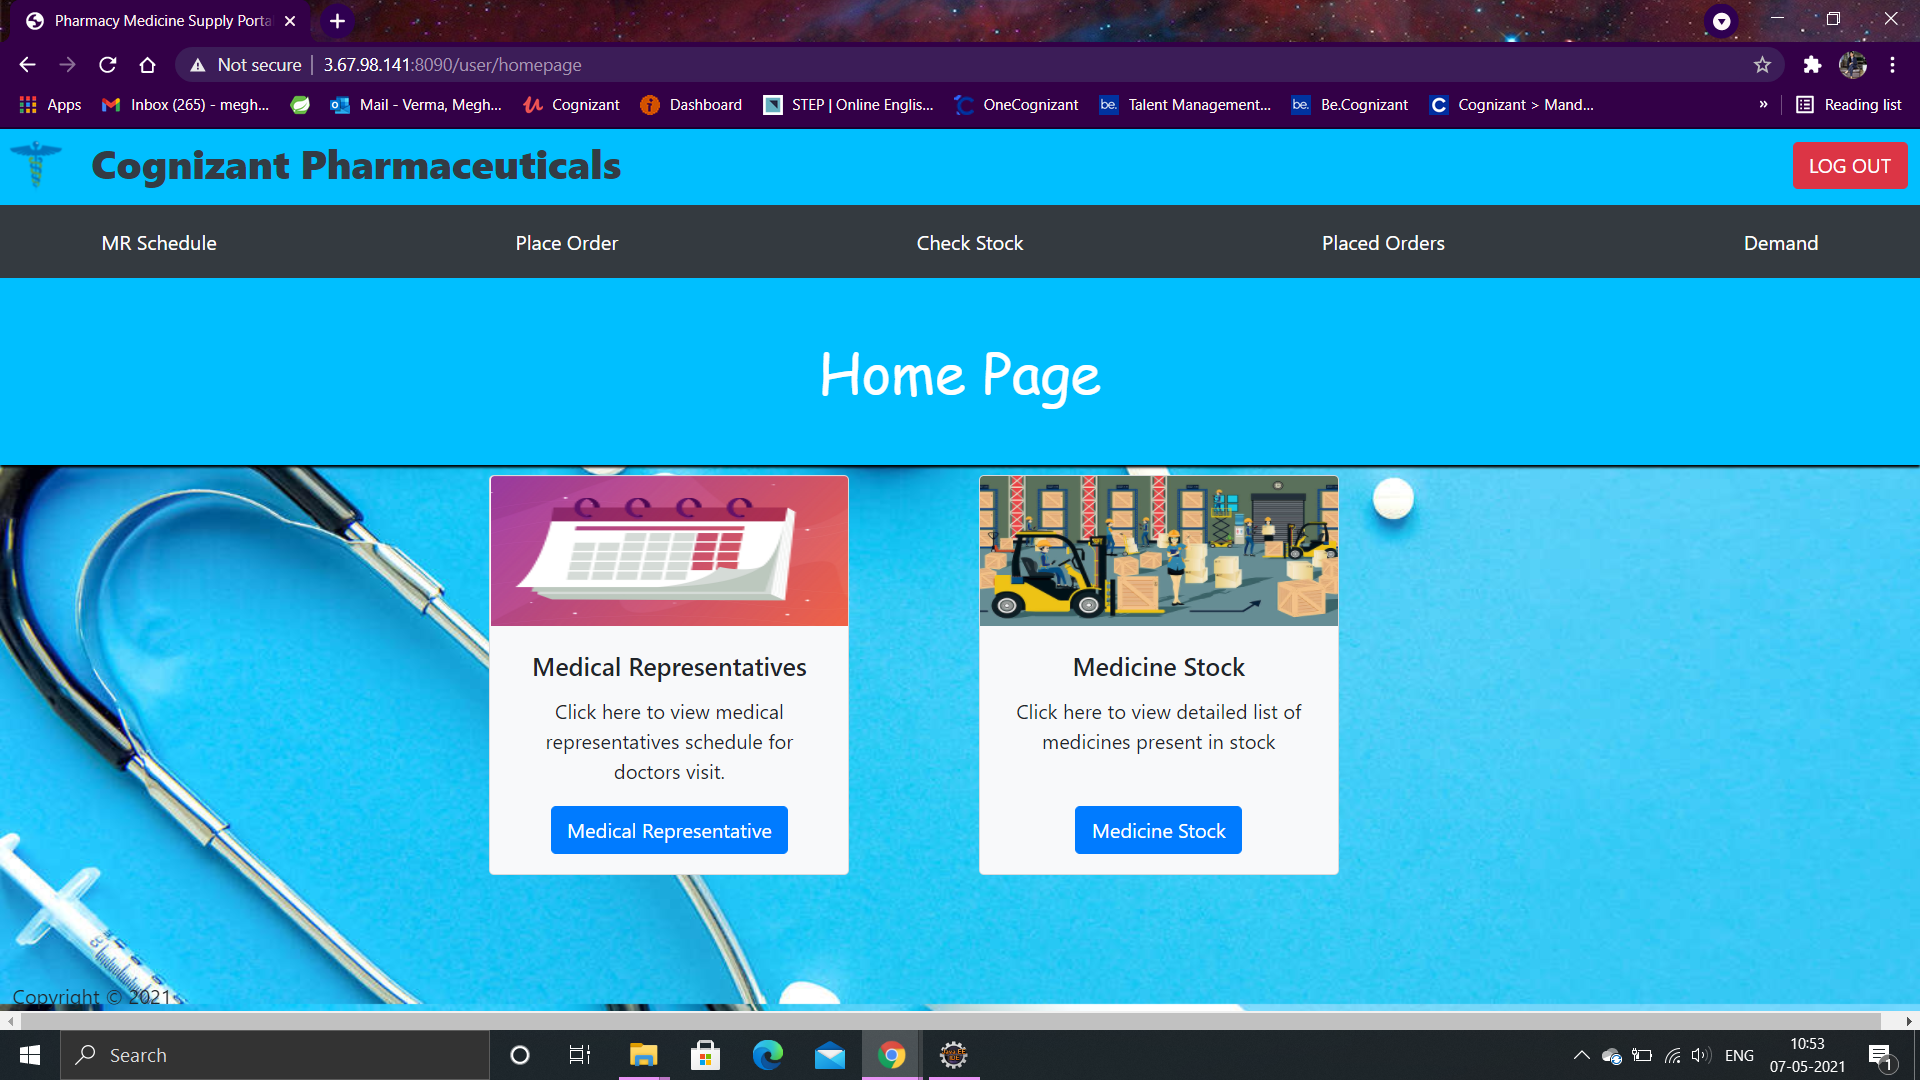 Pharmacy Medicine Supply Porta
Not secure
3.67.98.141:8090/user/homepage
Apps
Inbox (265) - megh...
Mail - Verma, Megh...
Cognizant
Dashboard
STEP | Online Englis...
OneCognizant
be. Talent Management...
be. Be.Cognizant
Cognizant > Mand...
»
Reading list
Cognizant Pharmaceuticals
LOG OUT
MR Schedule
Place Order
Check Stock
Placed Orders
Demand
Home Page
Medical Representatives
Click here to view medical
representatives schedule for
doctors visit.
Medical Representative
Medicine Stock
Click here to view detailed list of
medicines present in stock
Medicine Stock
Copyright © 2021
Search
ENG
10:53
07-05-2021
1